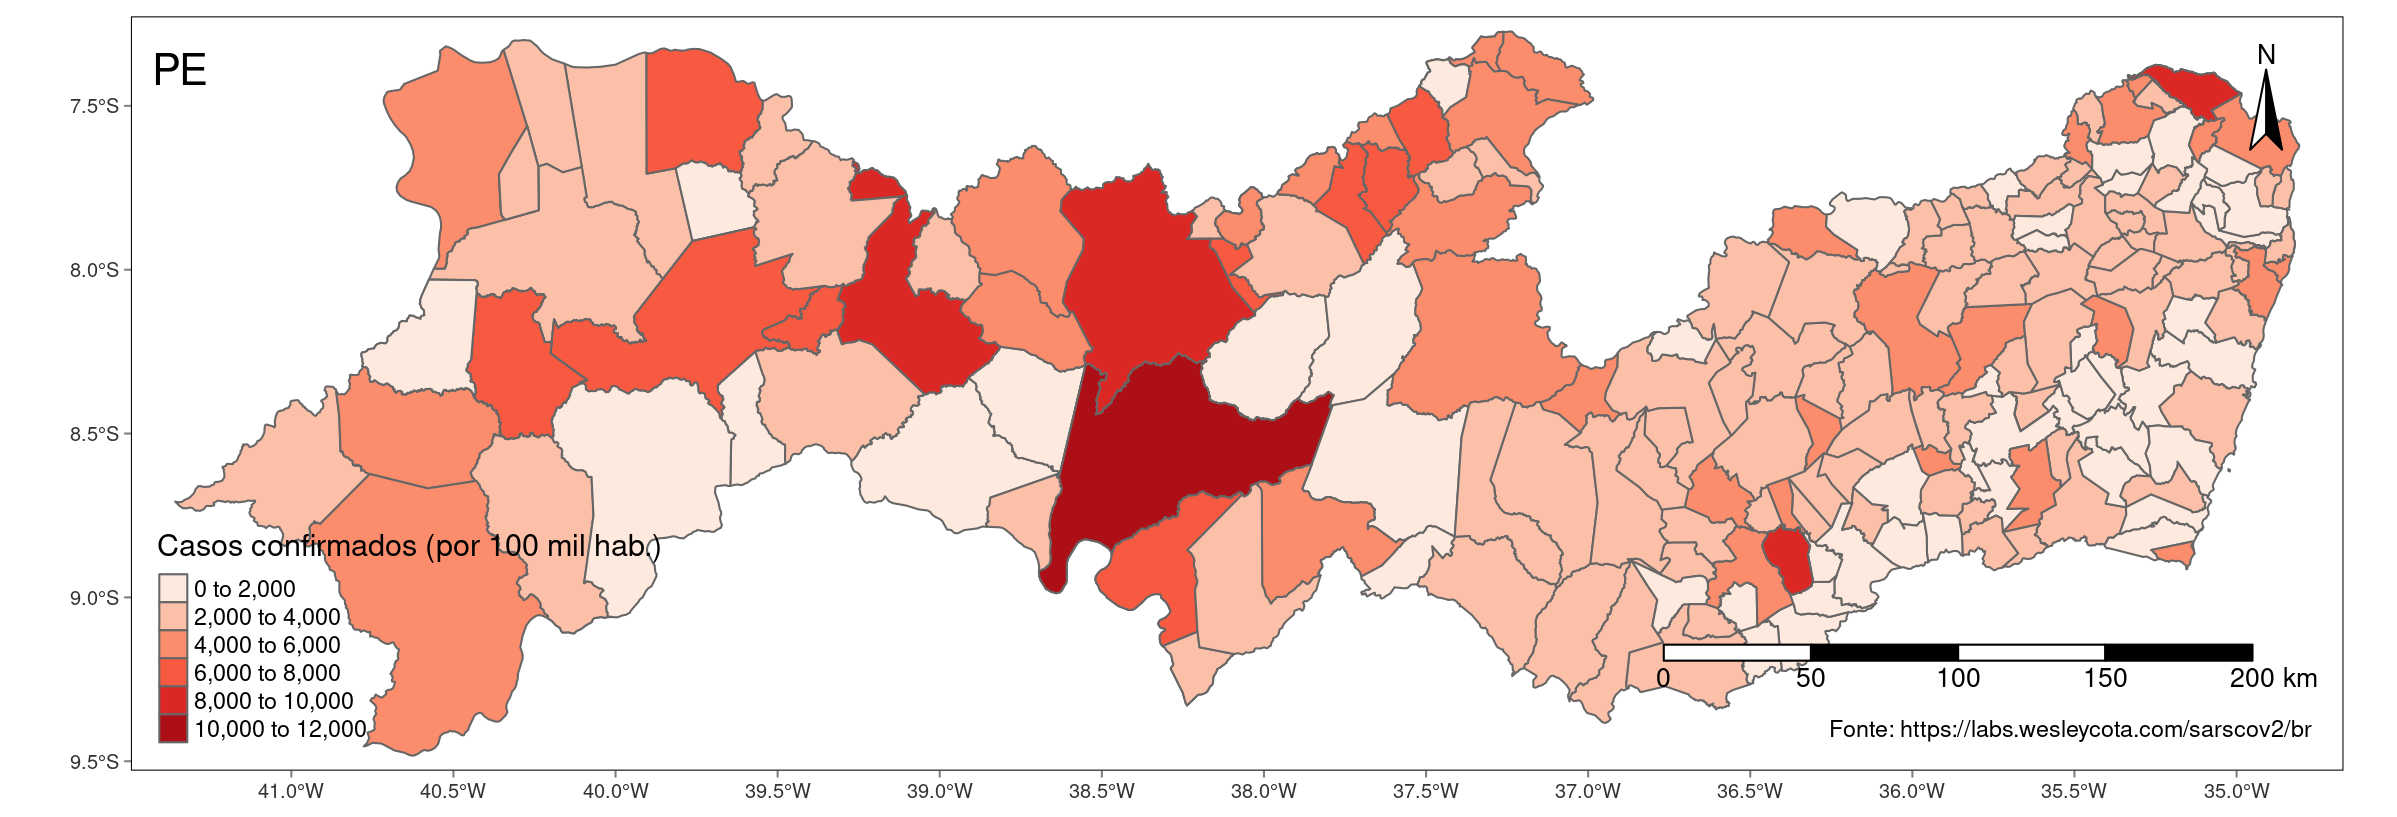 PE
N
7.5°S
8.0°S
8.5°S
9.0°S
9.5°S
Casos confirmados (por 100 mil hab.)
0 to 2,000
2,000 to 4,000
4,000 to 6,000
6,000 to 8,000
8,000 to 10,000
10,000 to 12,000
0 50 100 150 200 km
Fonte: https://labs.wesleycota.com/sarscov2/br
41.0°W 40.5°W 40.0°W 39.5°W 39.0°W 38.5°W 38.0°W 37.5°W 37.0°W 36.5°W 36.0°W 35.5°W 35.0°W